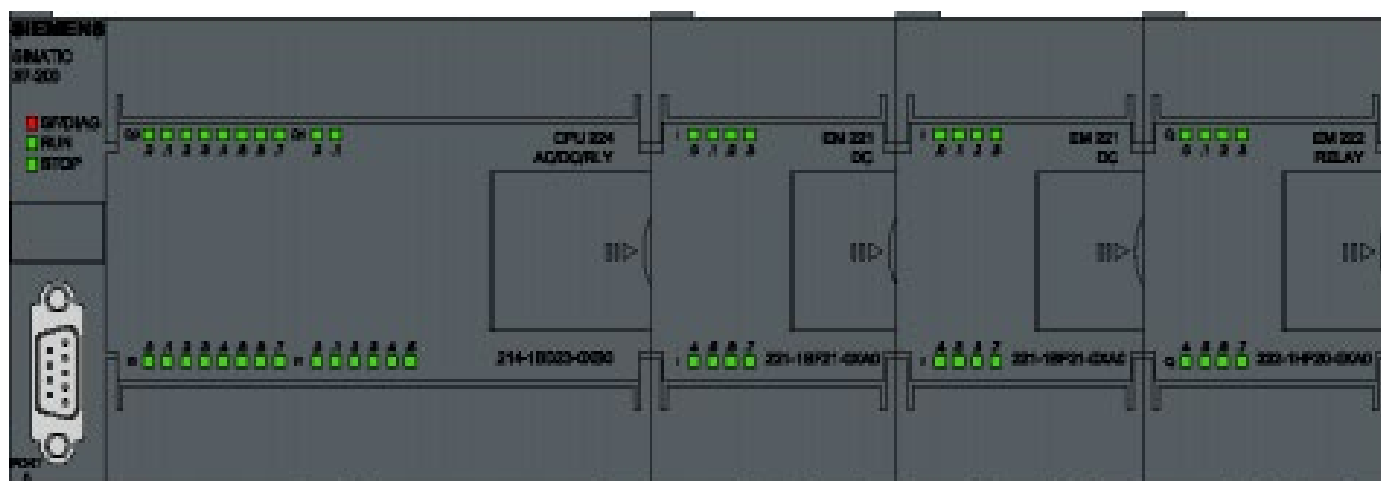 SIEMENS
SIMATIC
S7-200
SF/DIAG
RUN
STOP
Q0 Q1
.0 .1 .2 .3 .4 .5 .6 .7 .0 .1
CPU 224
AC/DC/RLY
I
.0 .1 .2 .3
EM 221
DC
I
.0 .1 .2 .3
EM 221
DC
Q
.0 .1 .2 .3
EM 222
RELAY
.0 .1 .2 .3 .4 .5 .6 .7 .0 .1 .2 .3 .4 .5
I0 I1
214-1BD23-0XB0
.4 .5 .6 .7
I
221-1BF21-0XA0
.4 .5 .6 .7
I
221-1BF21-0XA0
.4 .5 .6 .7
Q
222-1HF20-0XA0
PORT
0